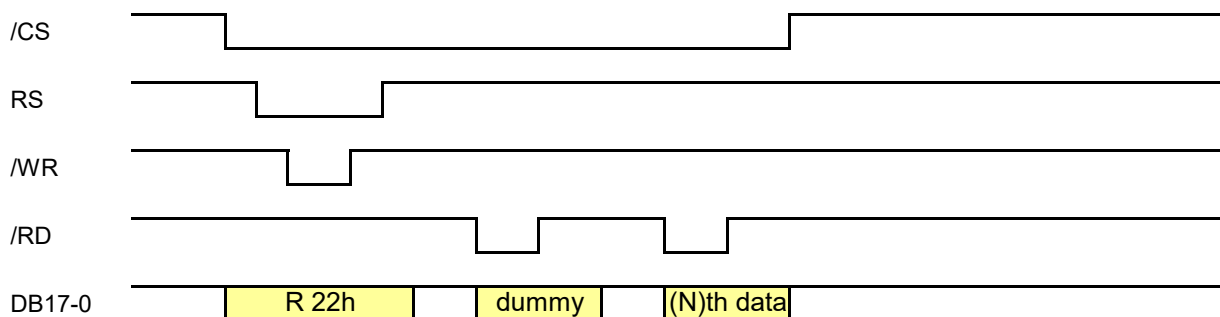 /CS
RS
/WR
/RD
DB17-0 R 22h dummy (N)th data